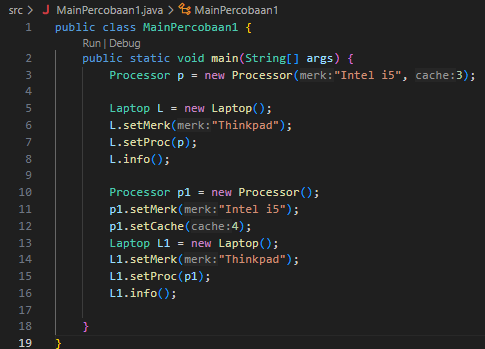 src > MainPercobaan1.java > MainPercobaan1
1 public class MainPercobaan1 {
Run | Debug
2 public static void main(String[] args) {
3 Processor p = new Processor(merk:"Intel i5", cache:3);
4
5 Laptop L = new Laptop();
6 L.setMerk(merk:"Thinkpad");
7 L.setProc(p);
8 L.info();
9
10 Processor p1 = new Processor();
11 p1.setMerk(merk:"Intel i5");
12 p1.setCache(cache:4);
13 Laptop L1 = new Laptop();
14 L1.setMerk(merk:"Thinkpad");
15 L1.setProc(p1);
16 L1.info();
17
18 }
19 }